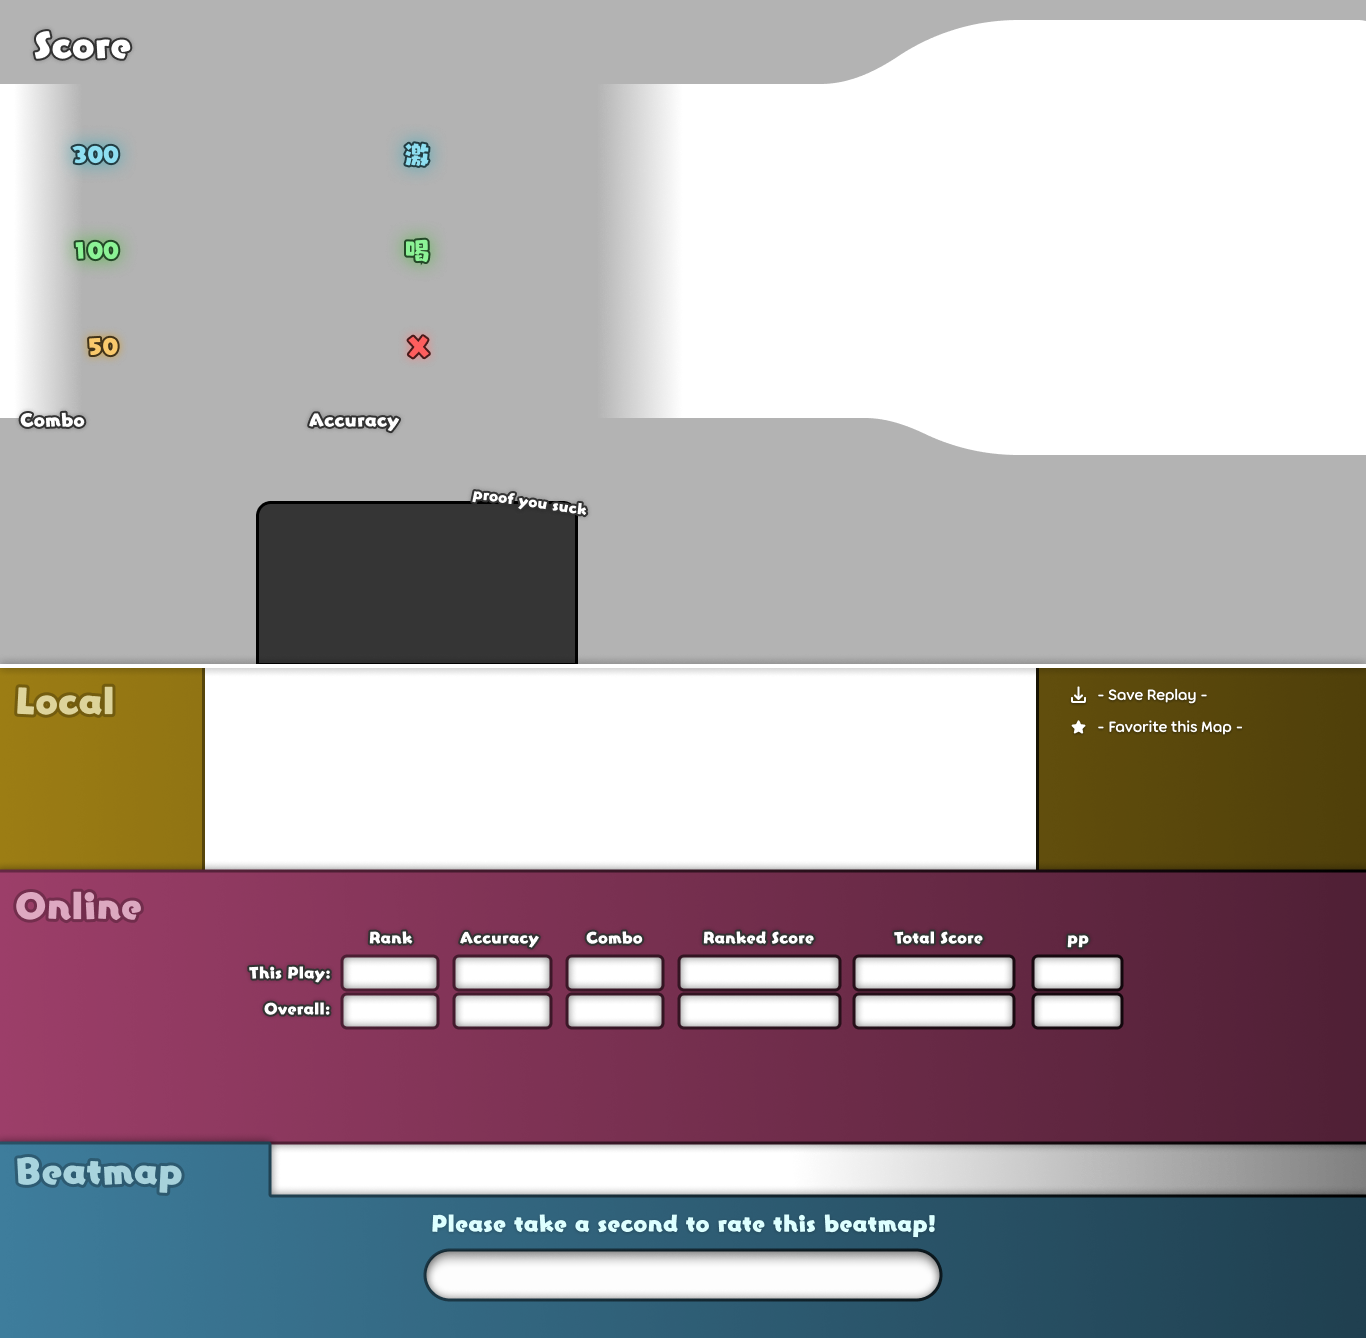 Score
300 激
100 喝
50 X
Combo Accuracy
proof you suck
Local
- Save Replay -
- Favorite this Map -
Online
Rank Accuracy Combo Ranked Score Total Score pp
This Play:
Overall:
Beatmap
Please take a second to rate this beatmap!